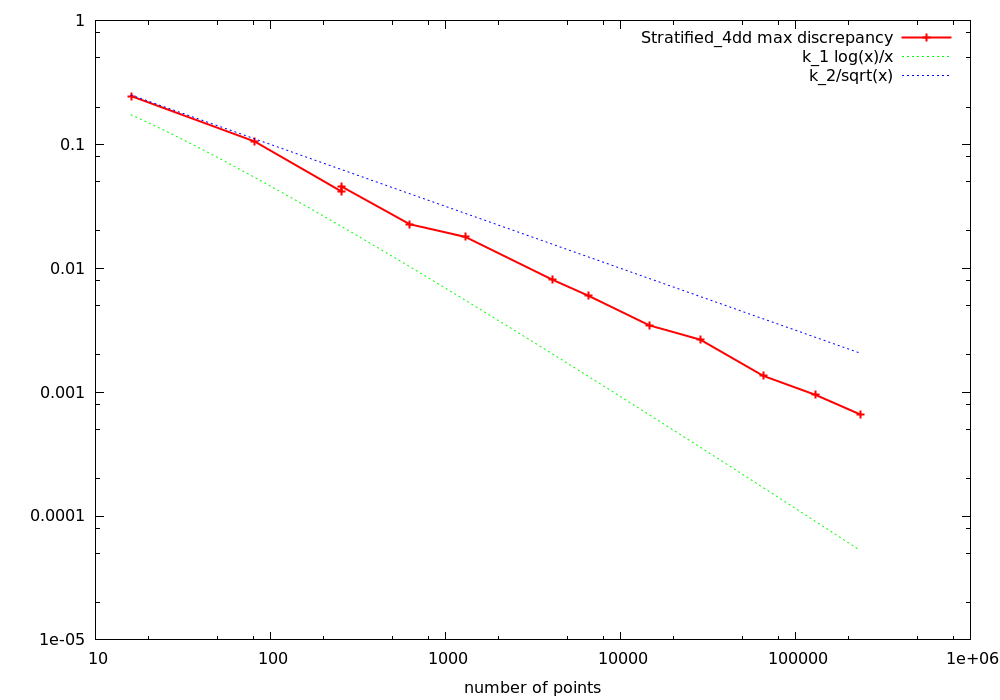 1
0.1
0.01
0.001
0.0001
1e-05
10
100
1000
10000
100000
1e+06
number of points
Stratified_4dd max discrepancy
k_1 log(x)/x
k_2/sqrt(x)